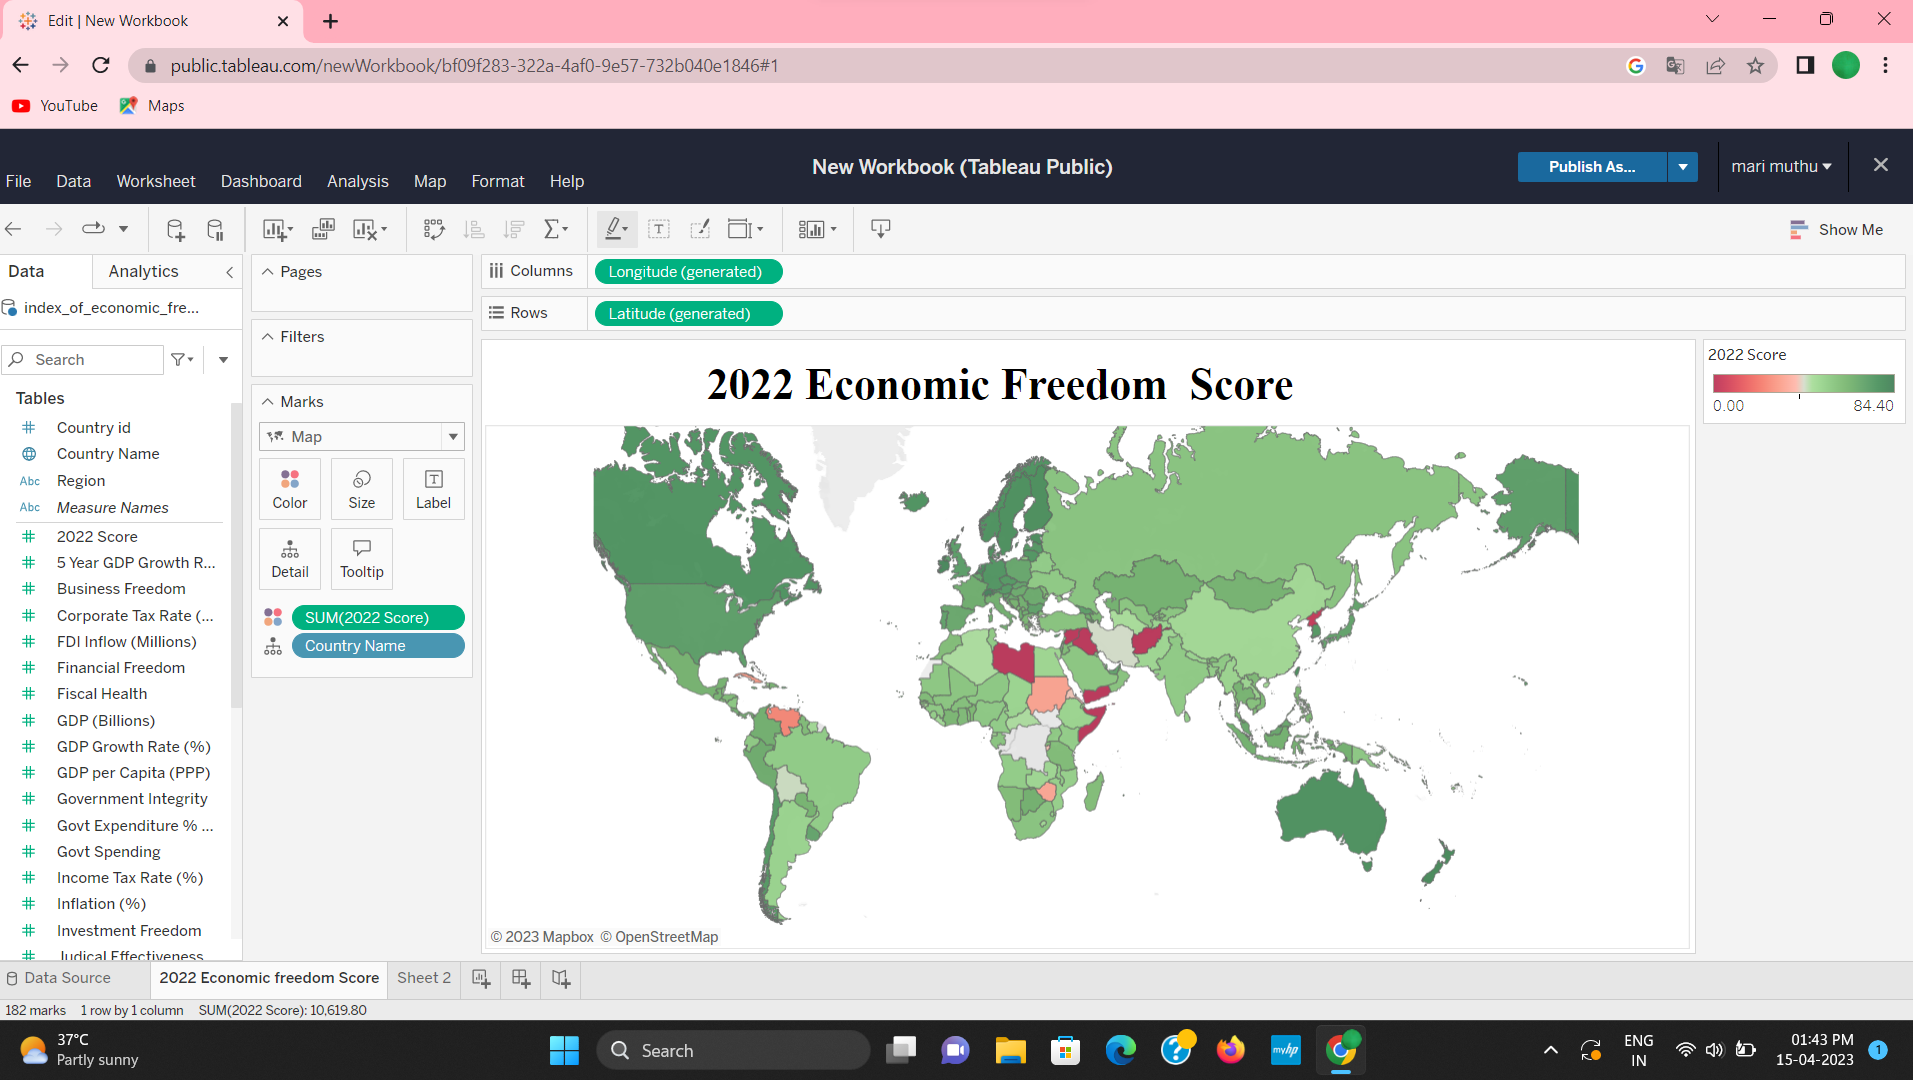 Edit | New Workbook
public.tableau.com/newWorkbook/bf09f283-322a-4af0-9e57-732b040e1846#1
YouTube Maps
New Workbook (Tableau Public)
Publish As...
mari muthu
File Data Worksheet Dashboard Analysis Map Format Help
Show Me
Data Analytics
index_of_economic_fre...
Search
Tables
Country id
Country Name
Abc Region
Abc Measure Names
2022 Score
5 Year GDP Growth R...
Business Freedom
Corporate Tax Rate (...
FDI Inflow (Millions)
Financial Freedom
Fiscal Health
GDP (Billions)
GDP Growth Rate (%)
GDP per Capita (PPP)
Government Integrity
Govt Expenditure % ...
Govt Spending
Income Tax Rate (%)
Inflation (%)
Investment Freedom
Judical Effectiveness
Pages
Filters
Marks
Map
Color Size Label
Detail Tooltip
SUM(2022 Score)
Country Name
Columns Longitude (generated)
Rows Latitude (generated)
2022 Economic Freedom Score
© 2023 Mapbox © OpenStreetMap
2022 Score
0.00 84.40
Data Source 2022 Economic freedom Score Sheet 2
182 marks 1 row by 1 column SUM(2022 Score): 10,619.80
37°C
Partly sunny
Search
myhp
ENG
IN
01:43 PM
15-04-2023
1